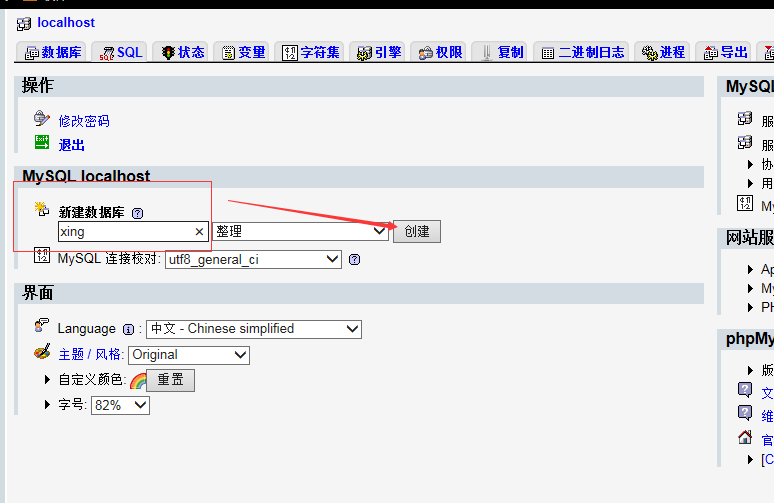 localhost
数据库 SQL 状态 变量 字符集 引擎 权限 复制 二进制日志 进程 导出
操作
修改密码
退出
MySQL localhost
新建数据库
xing 整理 创建
MySQL 连接校对: utf8_general_ci
界面
Language : 中文 - Chinese simplified
主题 / 风格: Original
自定义颜色: 重置
字号: 82%
MySQL
服
服
协
用
My
网站服
Ap
My
PH
phpMy
版
文
维
官
[C